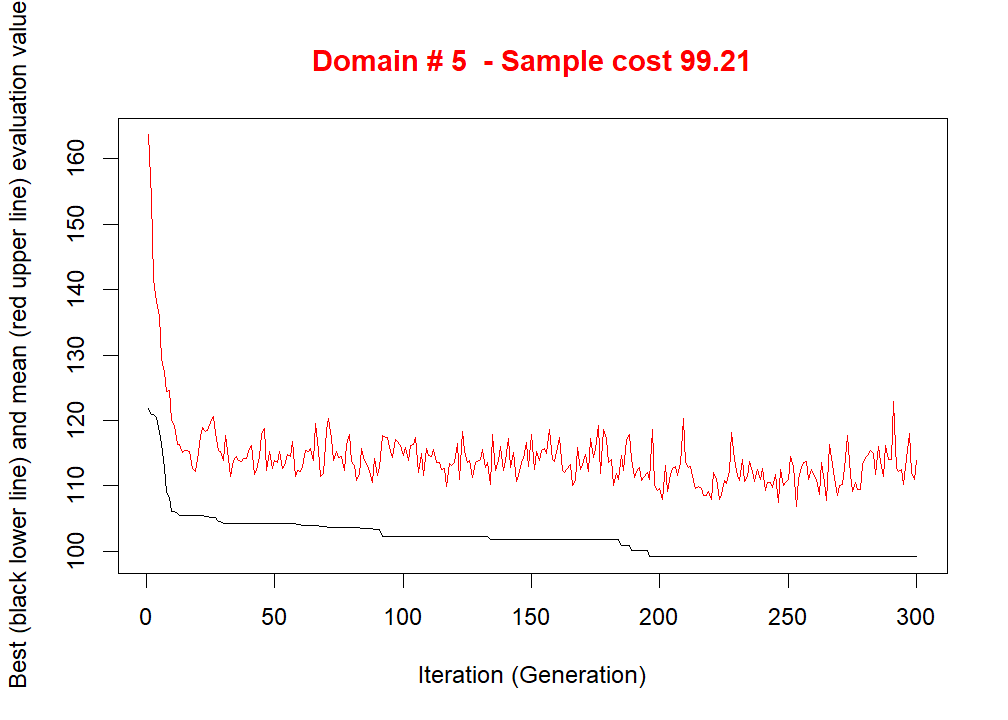 Domain # 5  - Sample cost 99.21
Best (black lower line) and mean (red upper line) evaluation value
160
150
140
130
120
110
100
0 50 100 150 200 250 300
Iteration (Generation)